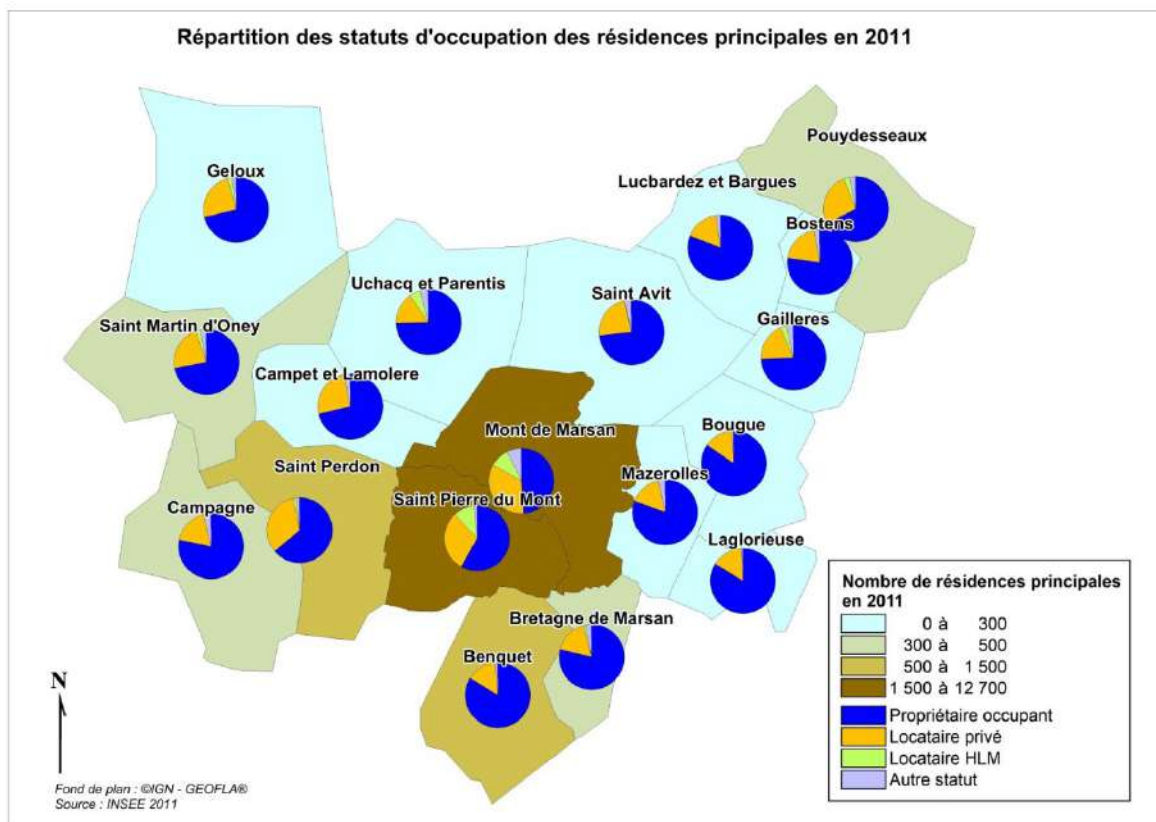 Répartition des statuts d'occupation des résidences principales en 2011
Pouydesseaux
Geloux
Lucbardez et Bargues
Bostens
Uchacq et Parentis
Saint Avit
Gailleres
Saint Martin d'Oney
Campet et Lamolere
Mont de Marsan
Bougue
Saint Perdon
Mazerolles
Saint Pierre du Mont
Campagne
Laglorieuse
Bretagne de Marsan
Benquet
Nombre de résidences principales
en 2011
0 à 300
300 à 500
500 à 1 500
1 500 à 12 700
Propriétaire occupant
Locataire privé
Locataire HLM
Autre statut
N
Fond de plan : ©IGN - GEOFLA®
Source : INSEE 2011